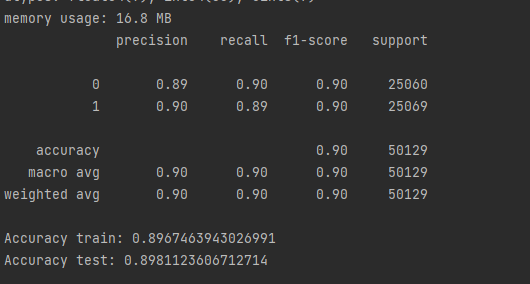 memory usage: 16.8 MB
precision recall f1-score support
0 0.89 0.90 0.90 25060
1 0.90 0.89 0.90 25069
accuracy 0.90 50129
macro avg 0.90 0.90 0.90 50129
weighted avg 0.90 0.90 0.90 50129
Accuracy train: 0.8967463943026991
Accuracy test: 0.8981123606712714